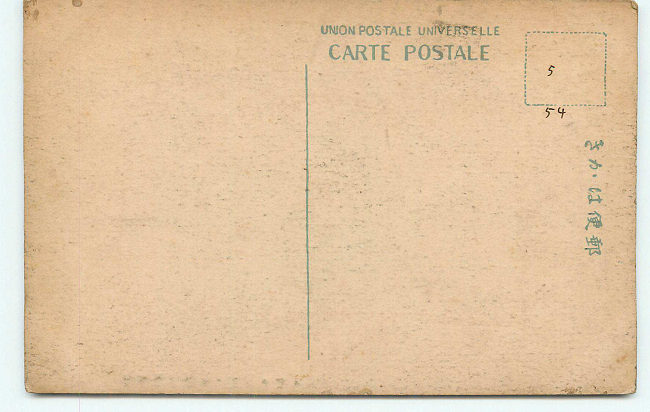 UNION POSTALE UNIVERSELLE
CARTE POSTALE
5
54
きかは便郵